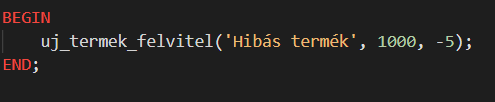 BEGIN
uj_termek_felvitel('Hibás termék', 1000, -5);
END;